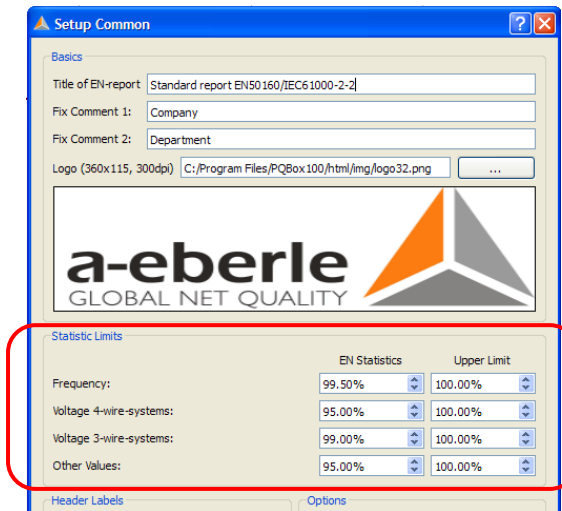 Setup Common
Basics
Title of EN-report Standard report EN50160/IEC61000-2-2
Fix Comment 1: Company
Fix Comment 2: Department
Logo (360x115, 300dpi) C:/Program Files/PQBox100/html/img/logo32.png ...
a-eberle
GLOBAL NET QUALITY
Statistic Limits
EN Statistics Upper Limit
Frequency: 99.50% 100.00%
Voltage 4-wire-systems: 95.00% 100.00%
Voltage 3-wire-systems: 99.00% 100.00%
Other Values: 95.00% 100.00%
Header Labels Options